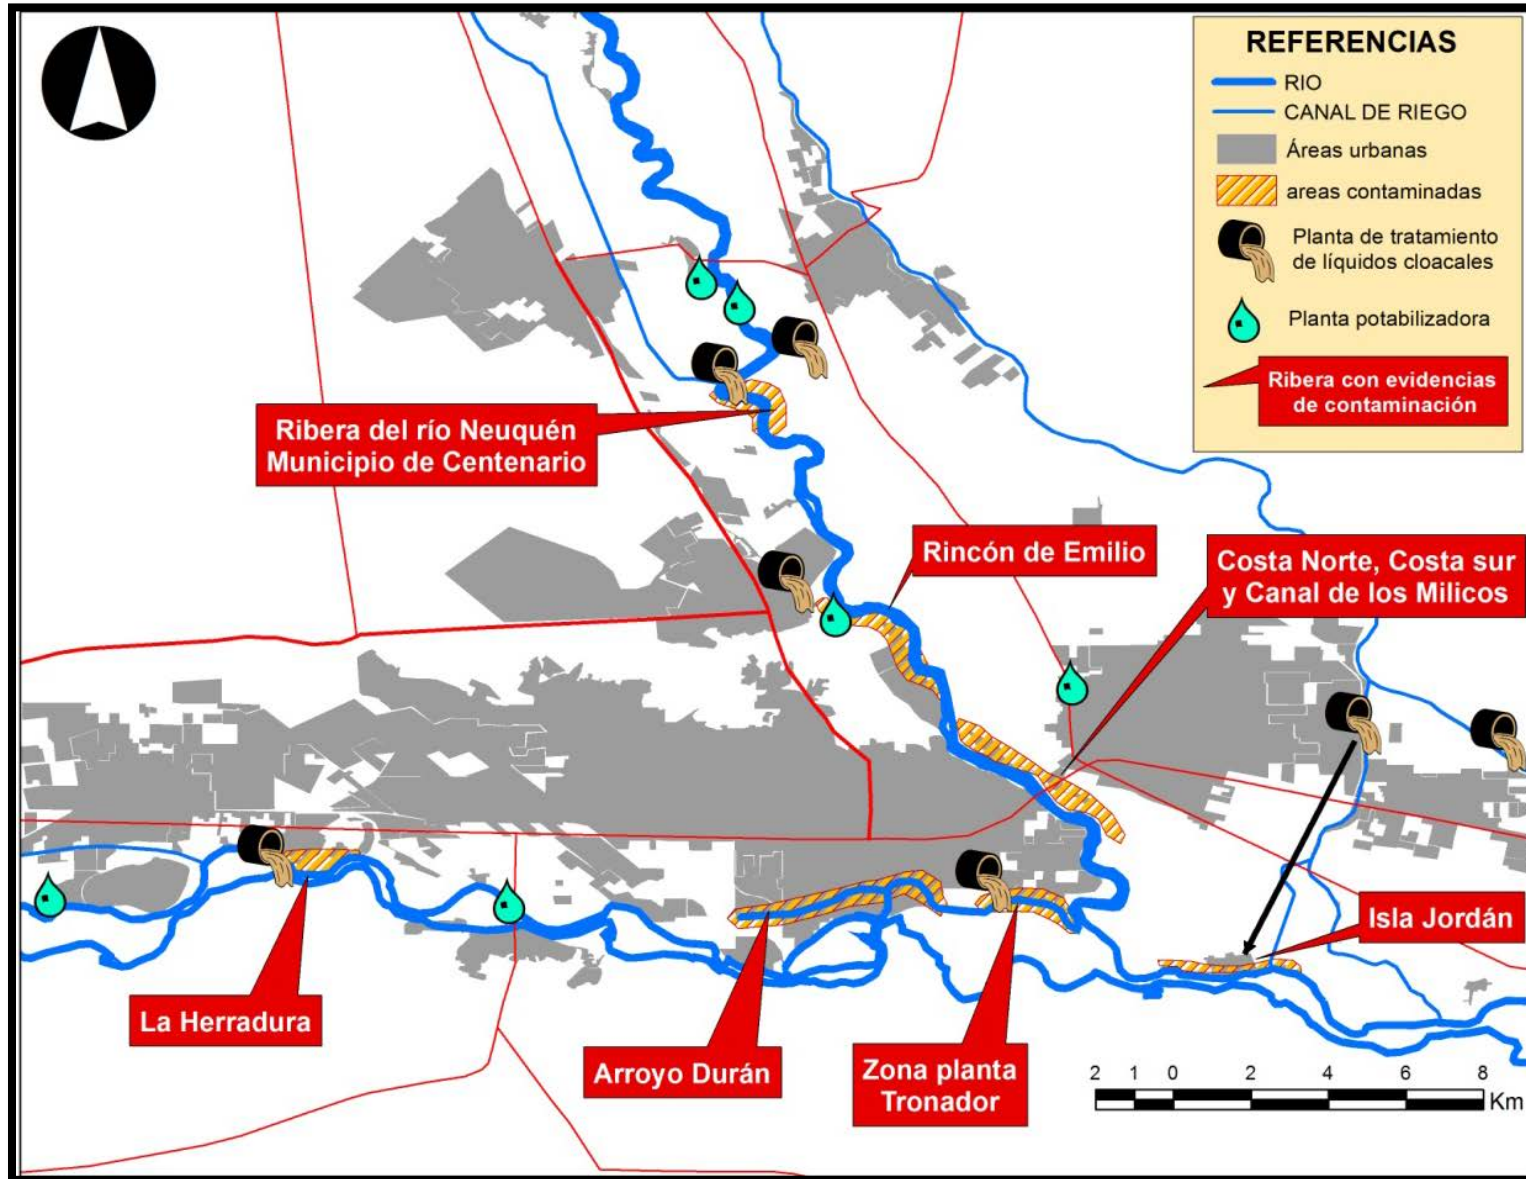 REFERENCIAS
RIO
CANAL DE RIEGO
Áreas urbanas
areas contaminadas
Planta de tratamiento
de líquidos cloacales
Planta potabilizadora
Ribera con evidencias
de contaminación
Ribera del río Neuquén
Municipio de Centenario
Rincón de Emilio
Costa Norte, Costa sur
y Canal de los Milicos
Isla Jordán
La Herradura
Arroyo Durán
Zona planta
Tronador
2 1 0 2 4 6 8
Km